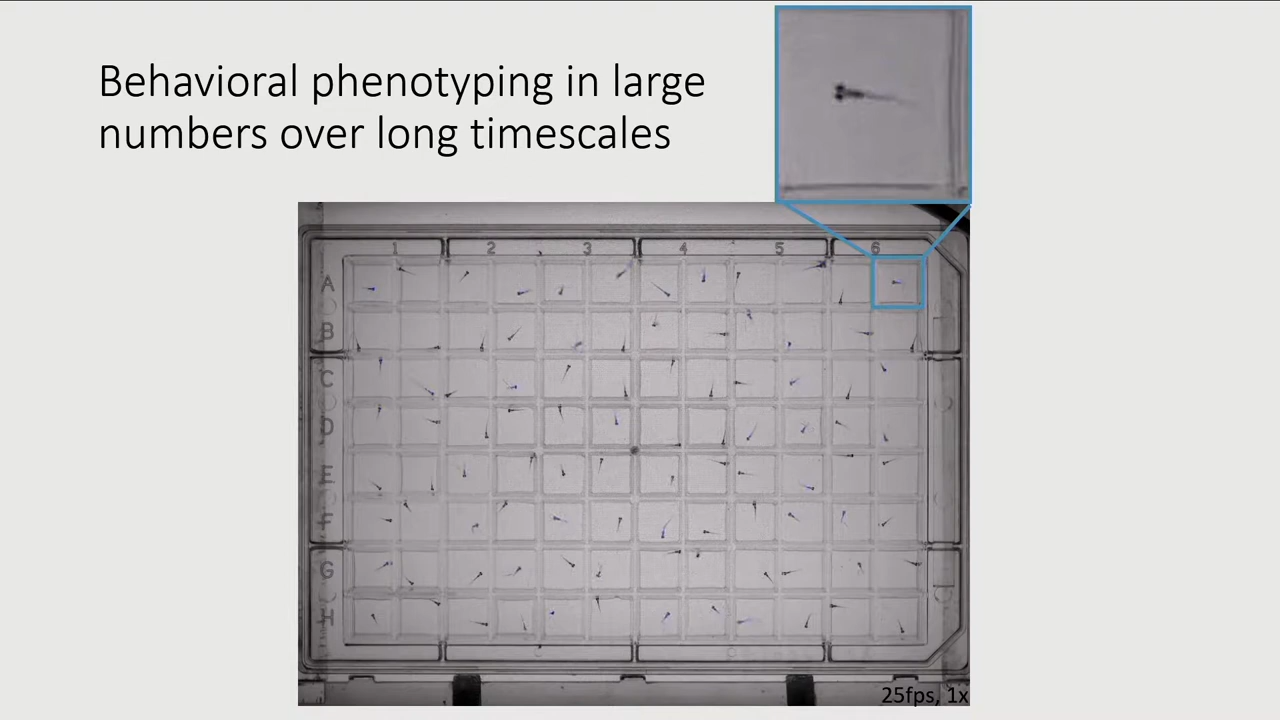 Behavioral phenotyping in large
numbers over long timescales
1 2 3 4 5 6
A
B
C
D
E
F
G
H
25fps, 1x